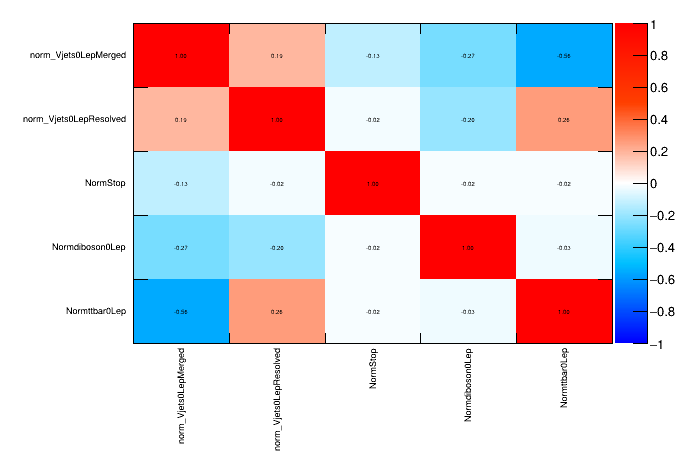 1
norm_Vjets0LepMerged 1.00 0.19 -0.13 -0.27 -0.56
0.8
0.6
norm_Vjets0LepResolved 0.19 1.00 -0.02 -0.20 0.26
0.4
0.2
NormStop -0.13 -0.02 1.00 -0.02 -0.02
0
−0.2
Normdiboson0Lep -0.27 -0.20 -0.02 1.00 -0.03
−0.4
−0.6
Normttbar0Lep -0.56 0.26 -0.02 -0.03 1.00
−0.8
−1
norm_Vjets0LepMerged
norm_Vjets0LepResolved
NormStop
Normdiboson0Lep
Normttbar0Lep